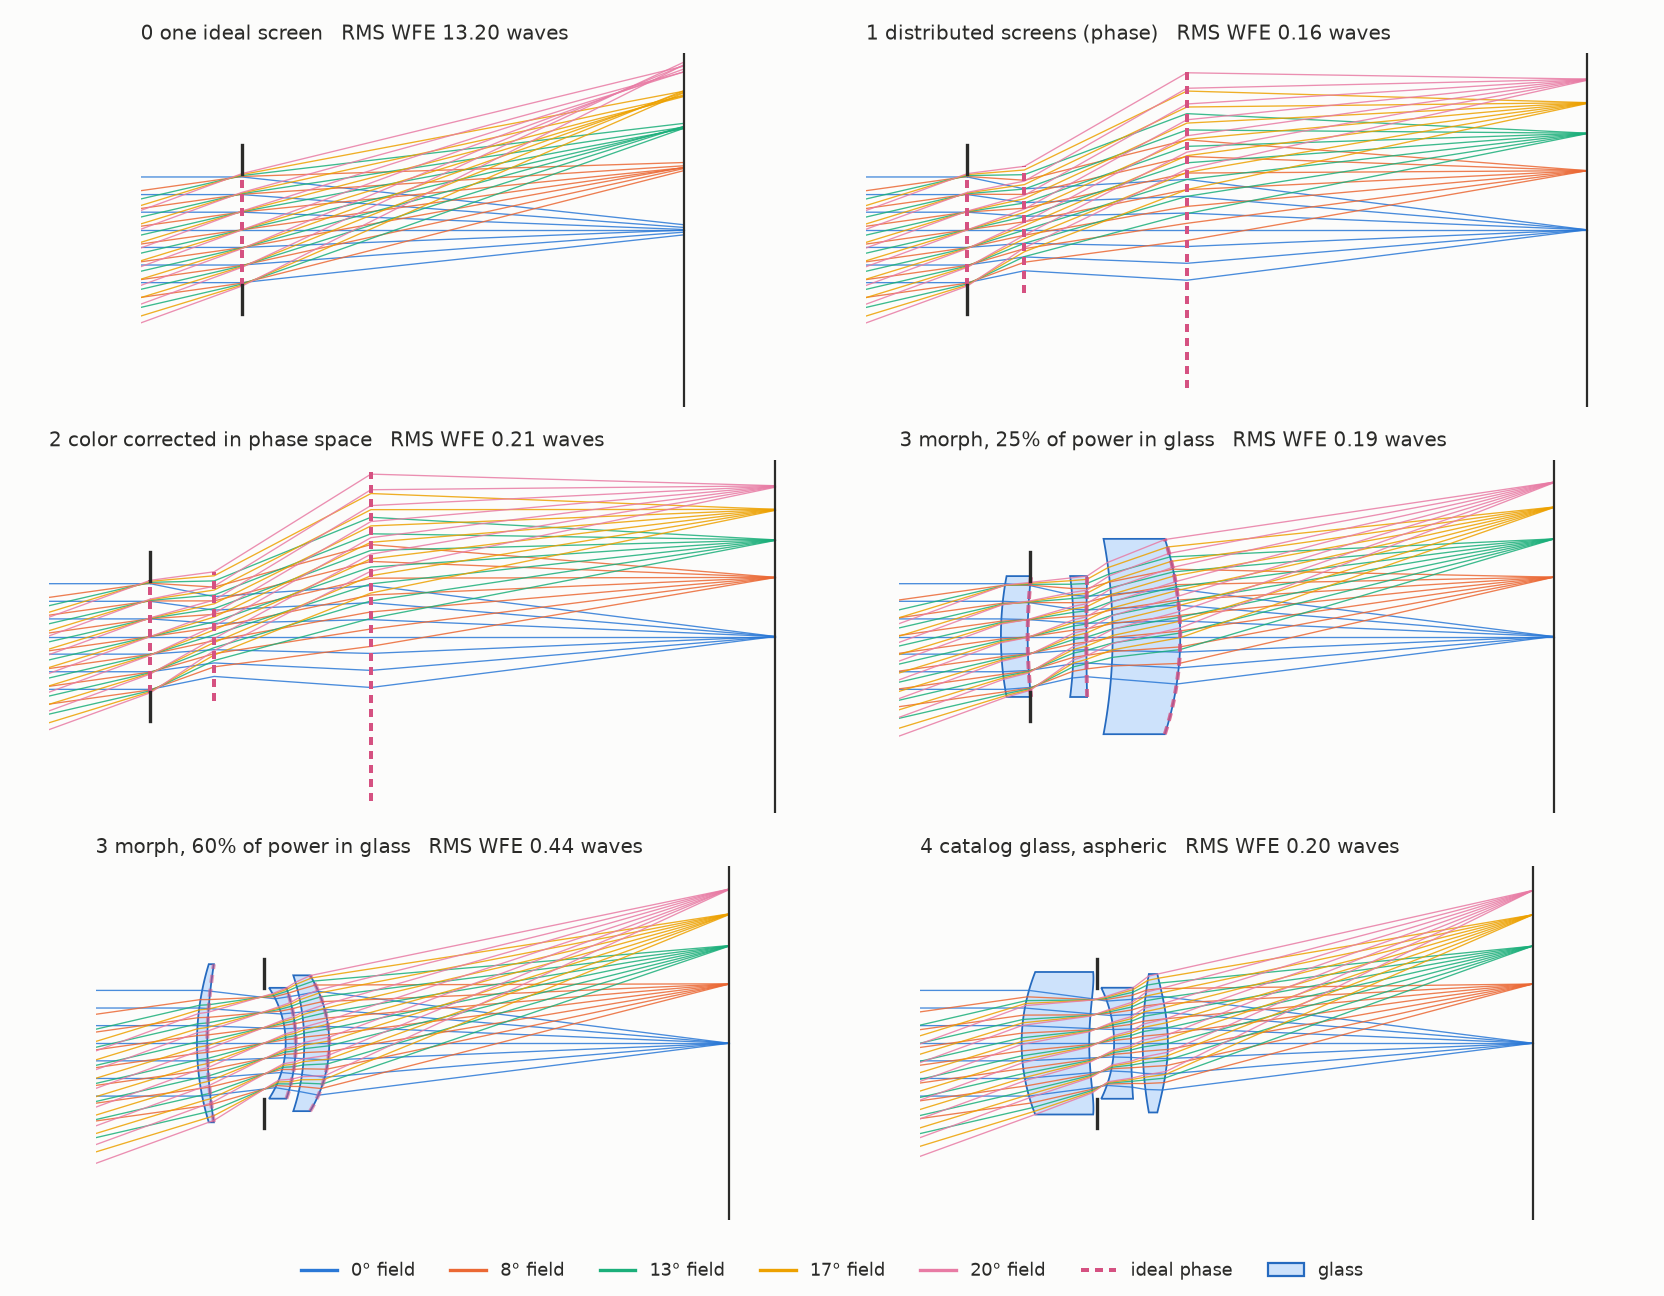 0 one ideal screen   RMS WFE 13.20 waves
1 distributed screens (phase)   RMS WFE 0.16 waves
2 color corrected in phase space   RMS WFE 0.21 waves
3 morph, 25% of power in glass   RMS WFE 0.19 waves
3 morph, 60% of power in glass   RMS WFE 0.44 waves
4 catalog glass, aspheric   RMS WFE 0.20 waves
0° field   8° field   13° field   17° field   20° field   ideal phase   glass